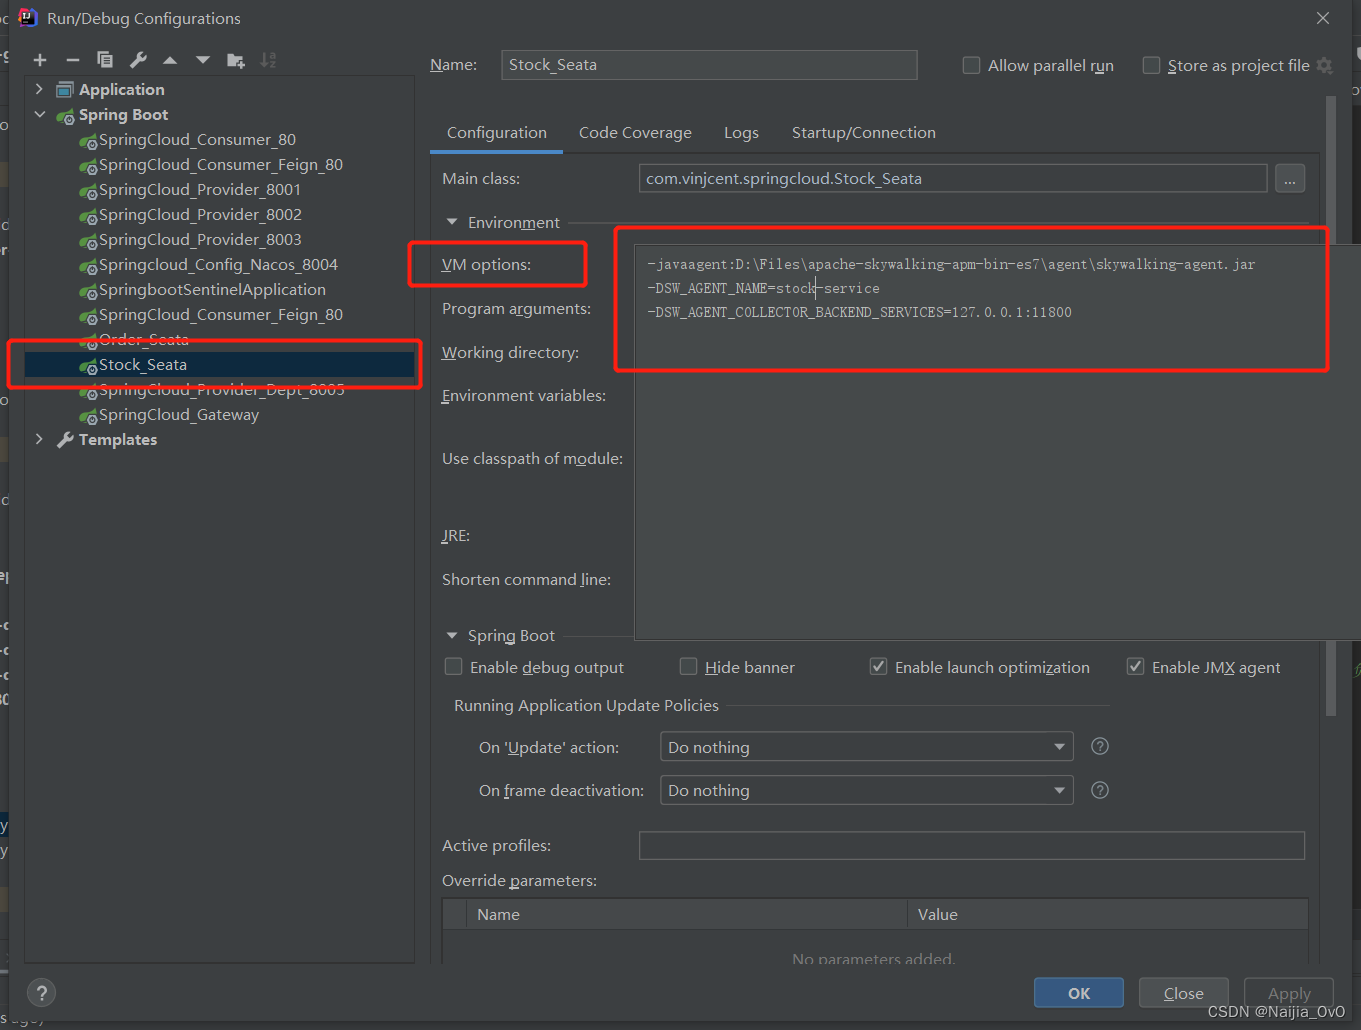 Run/Debug Configurations
Name:
Stock_Seata
Allow parallel run
Store as project file
Application
Spring Boot
SpringCloud_Consumer_80
SpringCloud_Consumer_Feign_80
SpringCloud_Provider_8001
SpringCloud_Provider_8002
SpringCloud_Provider_8003
Springcloud_Config_Nacos_8004
SpringbootSentinelApplication
SpringCloud_Consumer_Feign_80
Order_Seata
Stock_Seata
SpringCloud_Provider_Dept_8005
SpringCloud_Gateway
Templates
Configuration
Code Coverage
Logs
Startup/Connection
Main class:
com.vinjcent.springcloud.Stock_Seata
...
Environment
VM options:
-javaagent:D:\Files\apache-skywalking-apm-bin-es7\agent\skywalking-agent.jar
-DSW_AGENT_NAME=stock-service
-DSW_AGENT_COLLECTOR_BACKEND_SERVICES=127.0.0.1:11800
Program arguments:
Working directory:
Environment variables:
Use classpath of module:
JRE:
Shorten command line:
Spring Boot
Enable debug output
Hide banner
Enable launch optimization
Enable JMX agent
Running Application Update Policies
On 'Update' action:
Do nothing
On frame deactivation:
Do nothing
Active profiles:
Override parameters:
Name
Value
No parameters added.
?
OK
Close
Apply
CSDN @Naijia_OvO